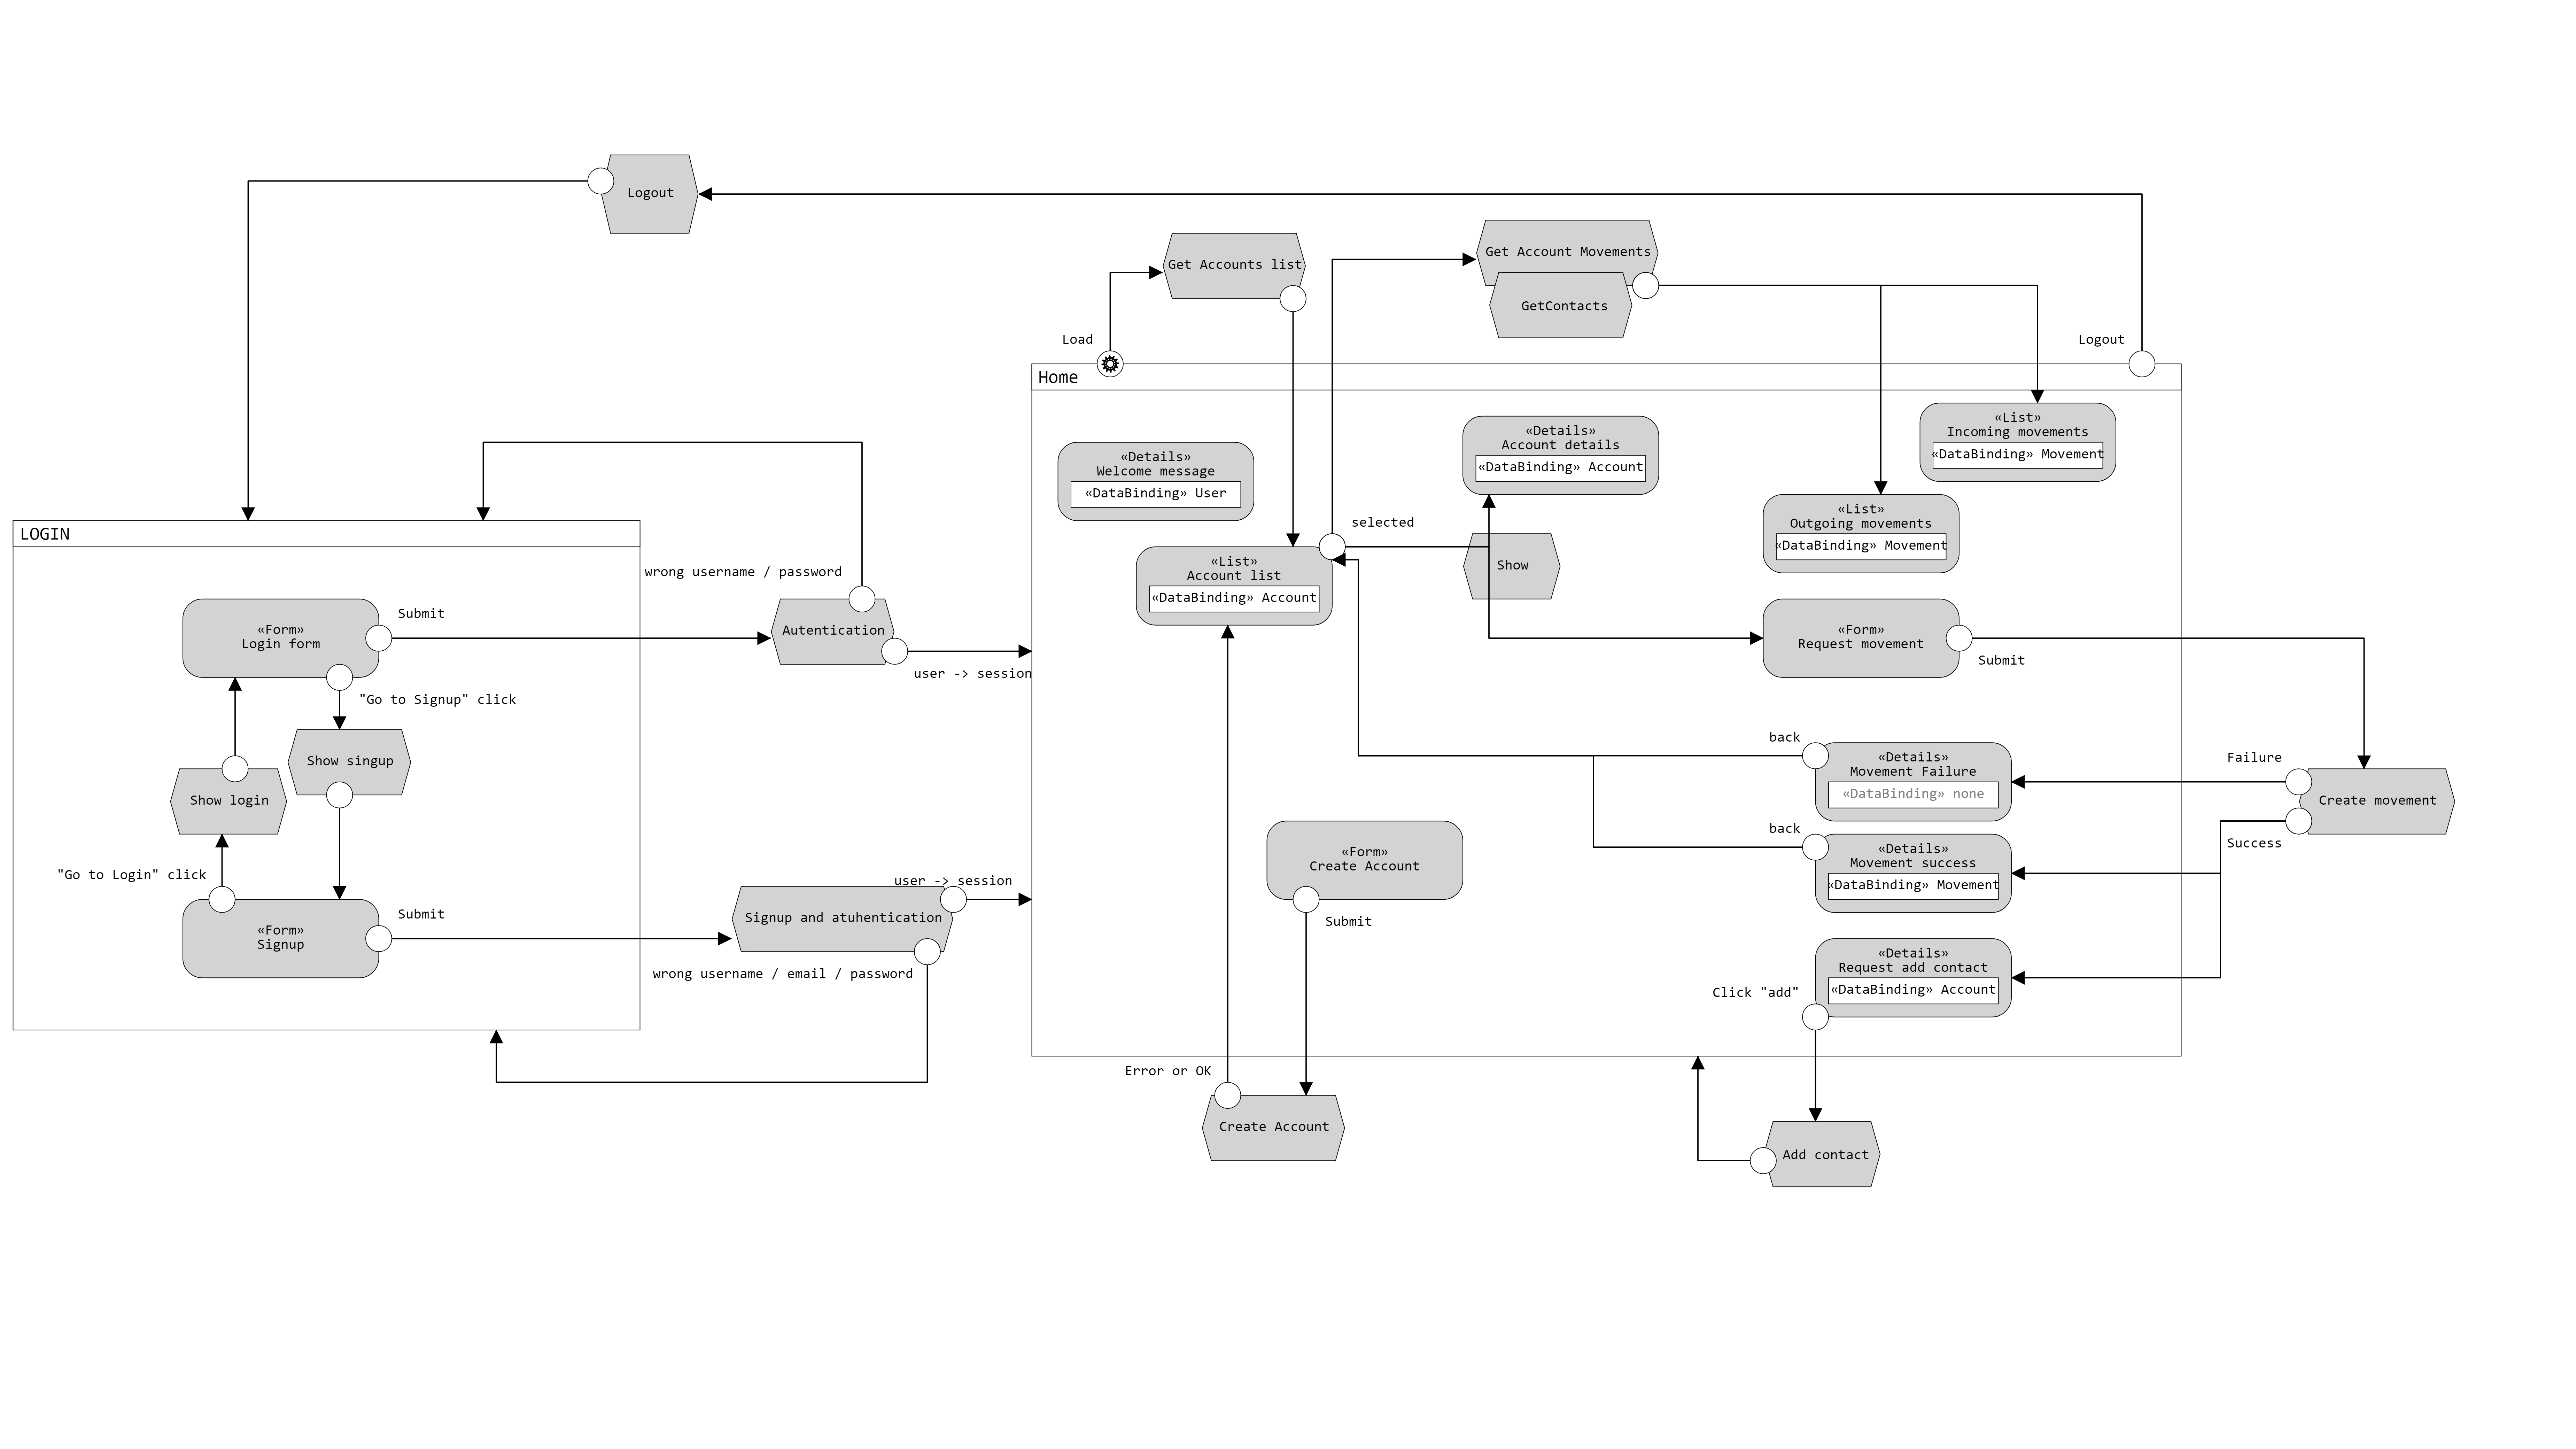 Logout
Get Account Movements
Get Accounts list
GetContacts
Load
Logout
Home
«List»
Incoming movements
«DataBinding» Movement
«Details»
Account details
«DataBinding» Account
«Details»
Welcome message
«DataBinding» User
«List»
Outgoing movements
«DataBinding» Movement
selected
LOGIN
«List»
Account list
«DataBinding» Account
Show
wrong username / password
Submit
«Form»
Login form
Autentication
«Form»
Request movement
Submit
user -> session
"Go to Signup" click
Show singup
back
«Details»
Movement Failure
«DataBinding» none
Failure
Show login
Create movement
back
Success
«Details»
Movement success
«DataBinding» Movement
«Form»
Create Account
"Go to Login" click
user -> session
Submit
«Form»
Signup
Signup and atuhentication
Submit
wrong username / email / password
«Details»
Request add contact
«DataBinding» Account
Click "add"
Error or OK
Create Account
Add contact